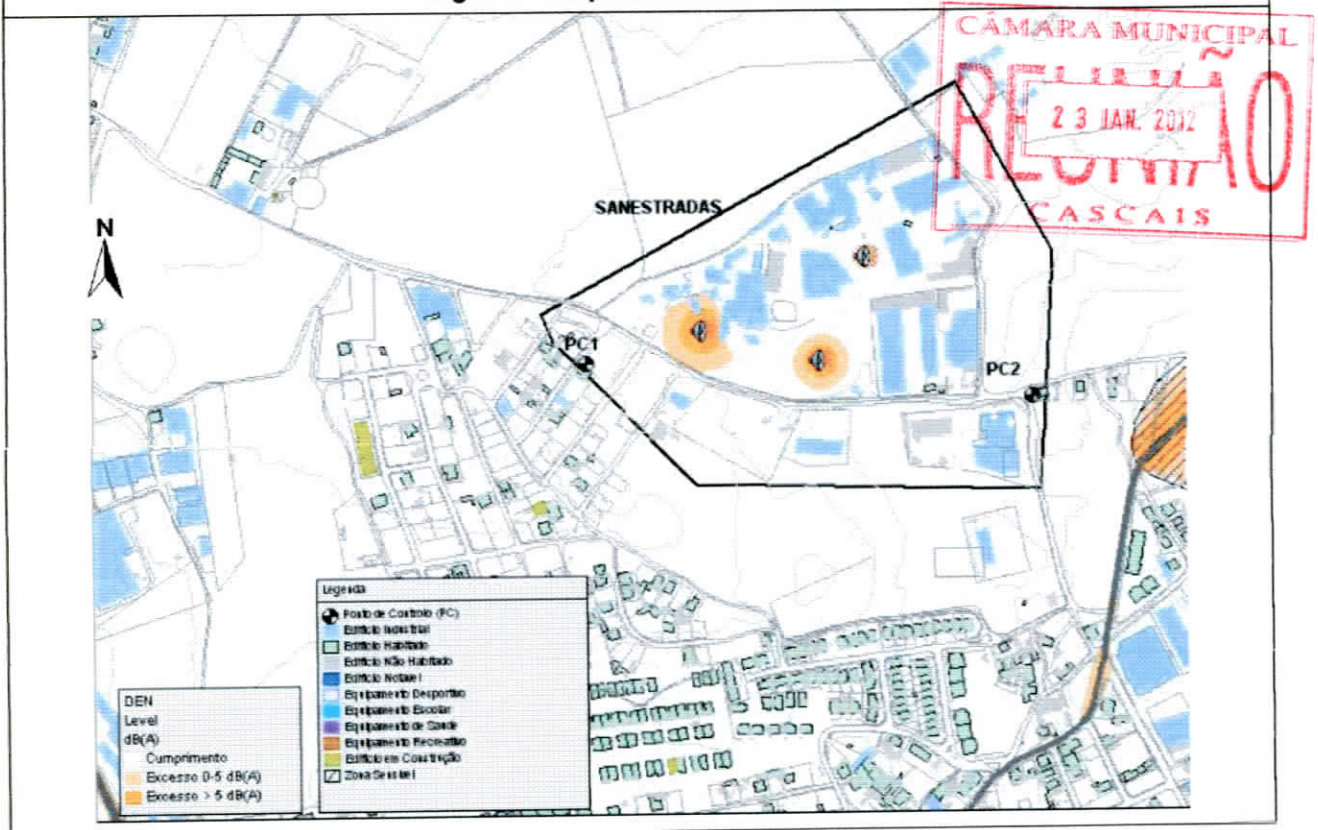 CÂMARA MUNICIPAL
REUNIÃO
23 JAN. 2012
CASCAIS
SANESTRADAS
N
PC1
PC2
Legenda
Ponto de Controlo (PC)
Edifício Industrial
Edifício Habitado
Edifício Não Habitado
Edifício Notável
Equipamento Desportivo
Equipamento Escolar
Equipamento de Saúde
Equipamento Recreativo
Edifício em Construção
Zona Sensível
DEN
Level
dB(A)
Cumprimento
Excesso 0-5 dB(A)
Excesso > 5 dB(A)